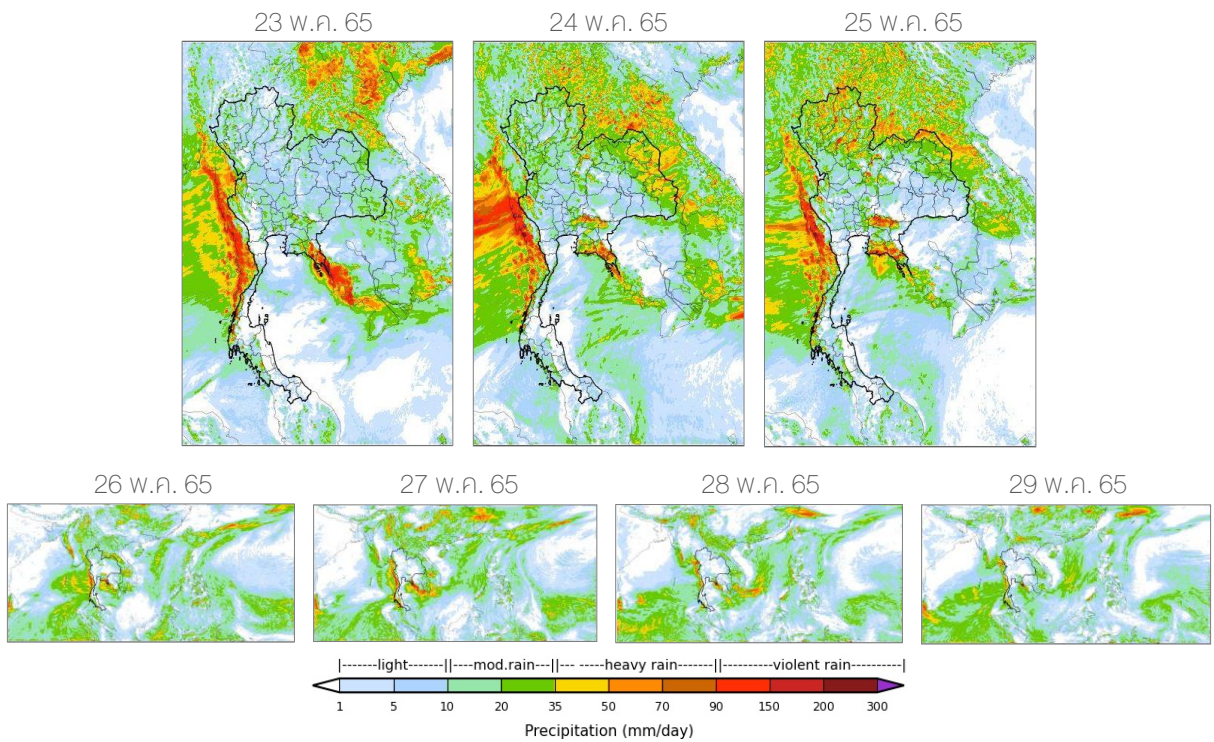 23 พ.ค. 65
24 พ.ค. 65
25 พ.ค. 65
26 พ.ค. 65
27 พ.ค. 65
28 พ.ค. 65
29 พ.ค. 65
|-------light-------||----mod.rain---||--- -----heavy rain-------||----------violent rain----------|
1 5 10 20 35 50 70 90 150 200 300
Precipitation (mm/day)